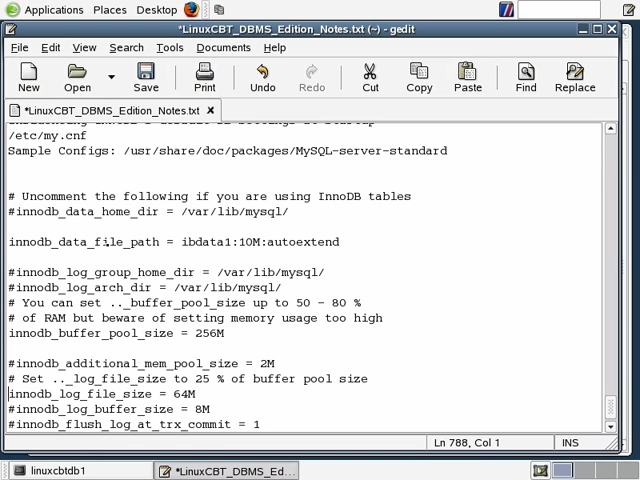 Applications Places Desktop
*LinuxCBT_DBMS_Edition_Notes.txt (~) - gedit
File Edit View Search Tools Documents Help
New Open Save Print Undo Redo Cut Copy Paste Find Replace
*LinuxCBT_DBMS_Edition_Notes.txt x
/etc/my.cnf
Sample Configs: /usr/share/doc/packages/MySQL-server-standard
# Uncomment the following if you are using InnoDB tables
#innodb_data_home_dir = /var/lib/mysql/
innodb_data_file_path = ibdata1:10M:autoextend
#innodb_log_group_home_dir = /var/lib/mysql/
#innodb_log_arch_dir = /var/lib/mysql/
# You can set .._buffer_pool_size up to 50 - 80 %
# of RAM but beware of setting memory usage too high
innodb_buffer_pool_size = 256M
#innodb_additional_mem_pool_size = 2M
# Set .._log_file_size to 25 % of buffer pool size
innodb_log_file_size = 64M
#innodb_log_buffer_size = 8M
#innodb_flush_log_at_trx_commit = 1
Ln 788, Col 1 INS
linuxcbtdb1 *LinuxCBT_DBMS_Ed...